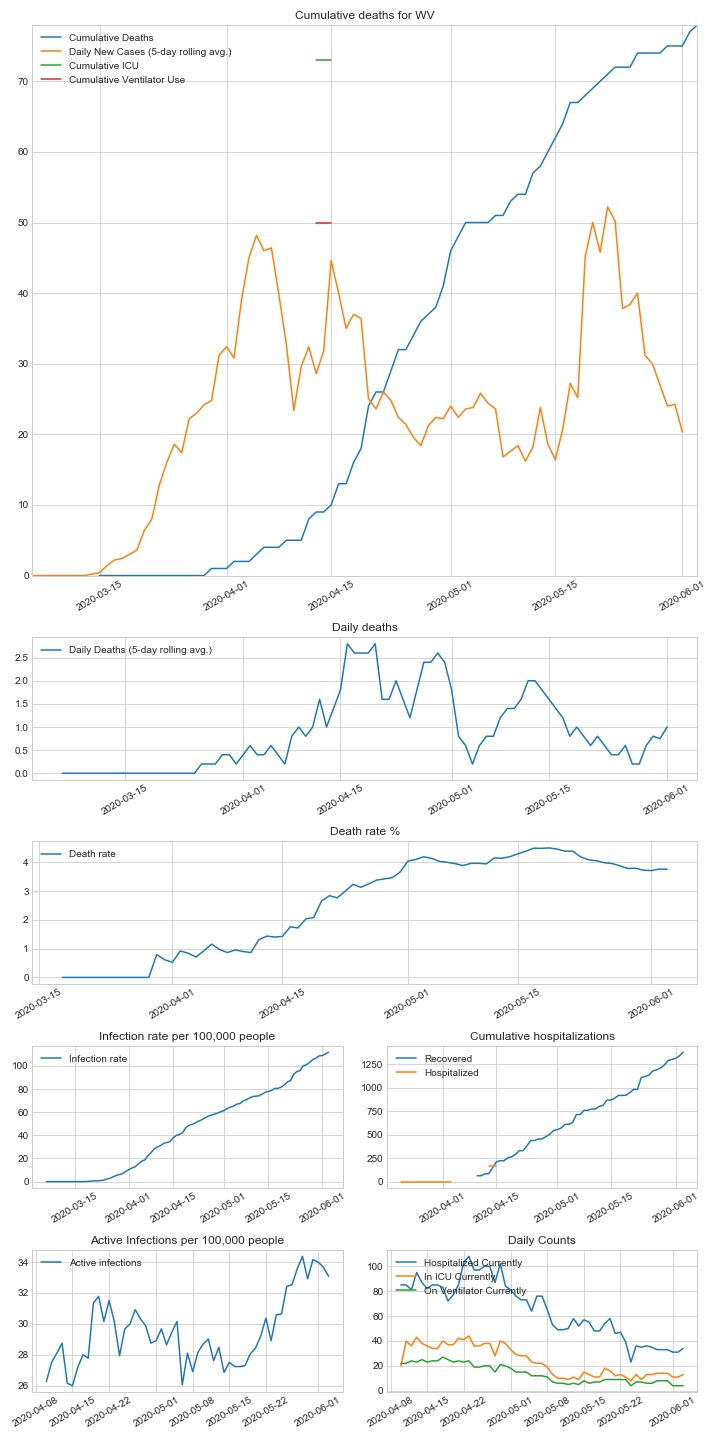 Cumulative deaths for WV
Cumulative Deaths
Daily New Cases (5-day rolling avg.)
Cumulative ICU
Cumulative Ventilator Use
70
60
50
40
30
20
10
0
2020-03-15 2020-04-01 2020-04-15 2020-05-01 2020-05-15 2020-06-01
Daily deaths
Daily Deaths (5-day rolling avg.)
2.5
2.0
1.5
1.0
0.5
0.0
2020-03-15 2020-04-01 2020-04-15 2020-05-01 2020-05-15 2020-06-01
Death rate %
Death rate
4
3
2
1
0
2020-03-15 2020-04-01 2020-04-15 2020-05-01 2020-05-15 2020-06-01
Infection rate per 100,000 people
Infection rate
100
80
60
40
20
0
2020-03-15 2020-04-01 2020-04-15 2020-05-01 2020-05-15 2020-06-01
Cumulative hospitalizations
Recovered
Hospitalized
1250
1000
750
500
250
0
2020-04-01 2020-04-15 2020-05-01 2020-05-15 2020-06-01
Active Infections per 100,000 people
Active infections
34
32
30
28
26
2020-04-08 2020-04-15 2020-04-22 2020-05-01 2020-05-08 2020-05-15 2020-05-22 2020-06-01
Daily Counts
Hospitalized Currently
In ICU Currently
On Ventilator Currently
100
80
60
40
20
0
2020-04-08 2020-04-15 2020-04-22 2020-05-01 2020-05-08 2020-05-15 2020-05-22 2020-06-01